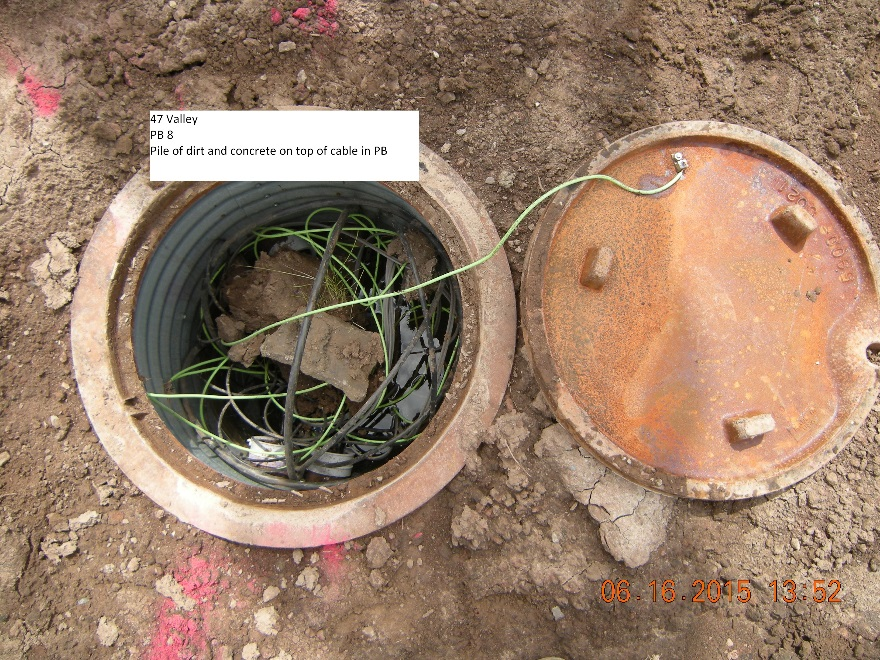 47 Valley
PB 8
Pile of dirt and concrete on top of cable in PB
06.16.2015 13:52